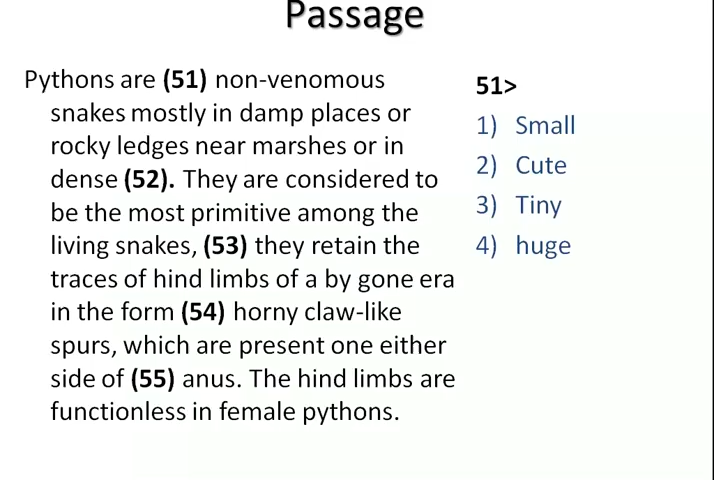 Passage
Pythons are (51) non-venomous
snakes mostly in damp places or
rocky ledges near marshes or in
dense (52). They are considered to
be the most primitive among the
living snakes, (53) they retain the
traces of hind limbs of a by gone era
in the form (54) horny claw-like
spurs, which are present one either
side of (55) anus. The hind limbs are
functionless in female pythons.
51>
1) Small
2) Cute
3) Tiny
4) huge